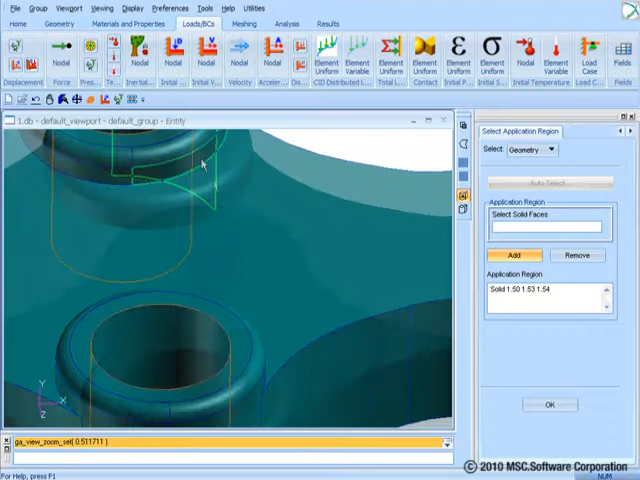 File Group Viewport Viewing Display Preferences Tools Help Utilities
Home Geometry Materials and Properties Loads/BCs Meshing Analysis Results
Nodal Nodal Nodal Nodal Element Uniform Element Variable Element Uniform Element Uniform Element Uniform Element Uniform Nodal Element Variable Load Case Fields
Displacement Force Pres... Te... Inertial... Initial ... Initial V... Velocity Acceler... CID Distributed L... Total L... Contact Initial P... Initial S... Initial Temperature Load C... Fields
1.db - default_viewport - default_group - Entity
Select Application Region
Select: Geometry
Auto Select
Application Region
Select Solid Faces
Add Remove
Application Region
Solid 1.50 1.53 1.54
OK
Y
X
Z
ga_view_zoom_set( 0.511711 )
© 2010 MSC.Software Corporation
For Help, press F1
NUM